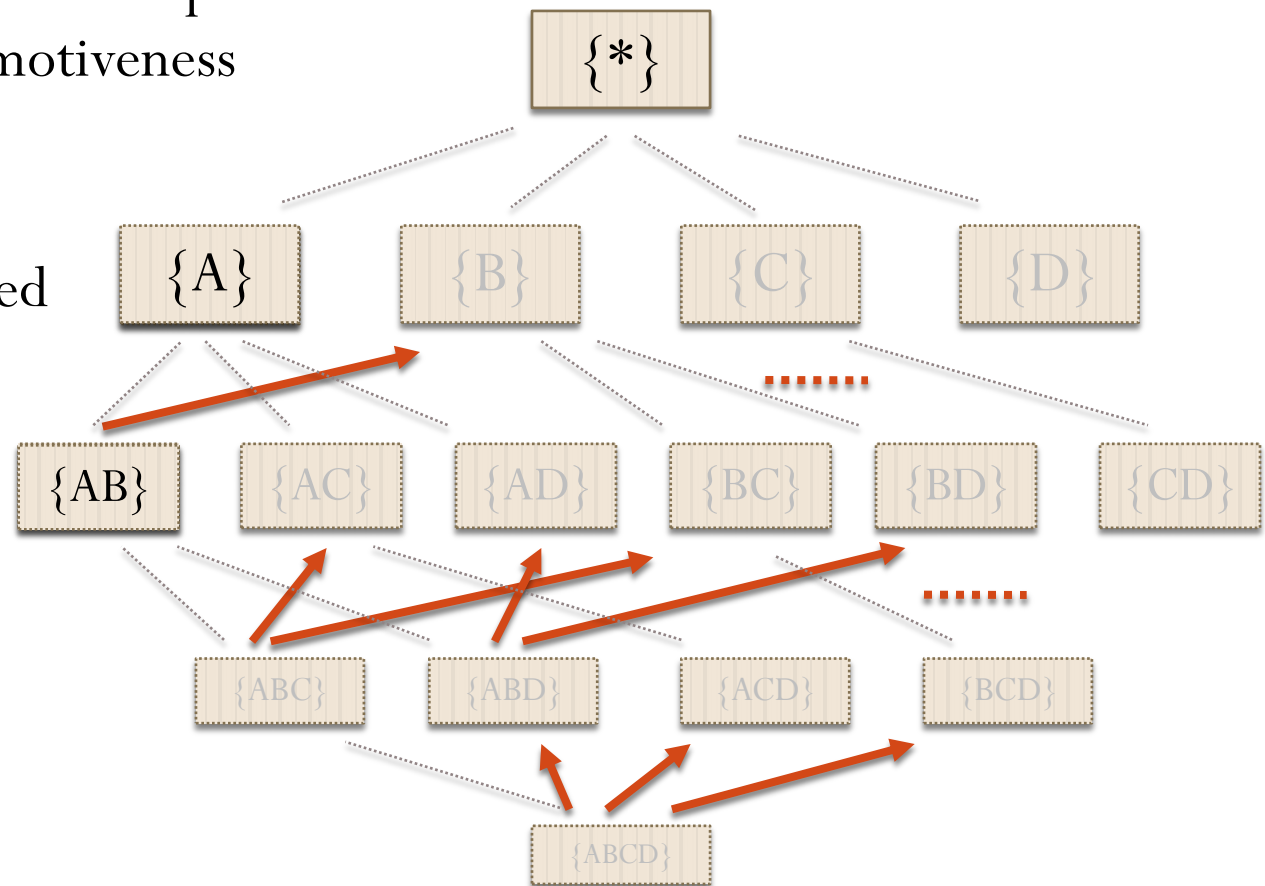 motiveness
{*}
{A} {B} {C} {D}
ed
{AB} {AC} {AD} {BC} {BD} {CD}
{ABC} {ABD} {ACD} {BCD}
{ABCD}